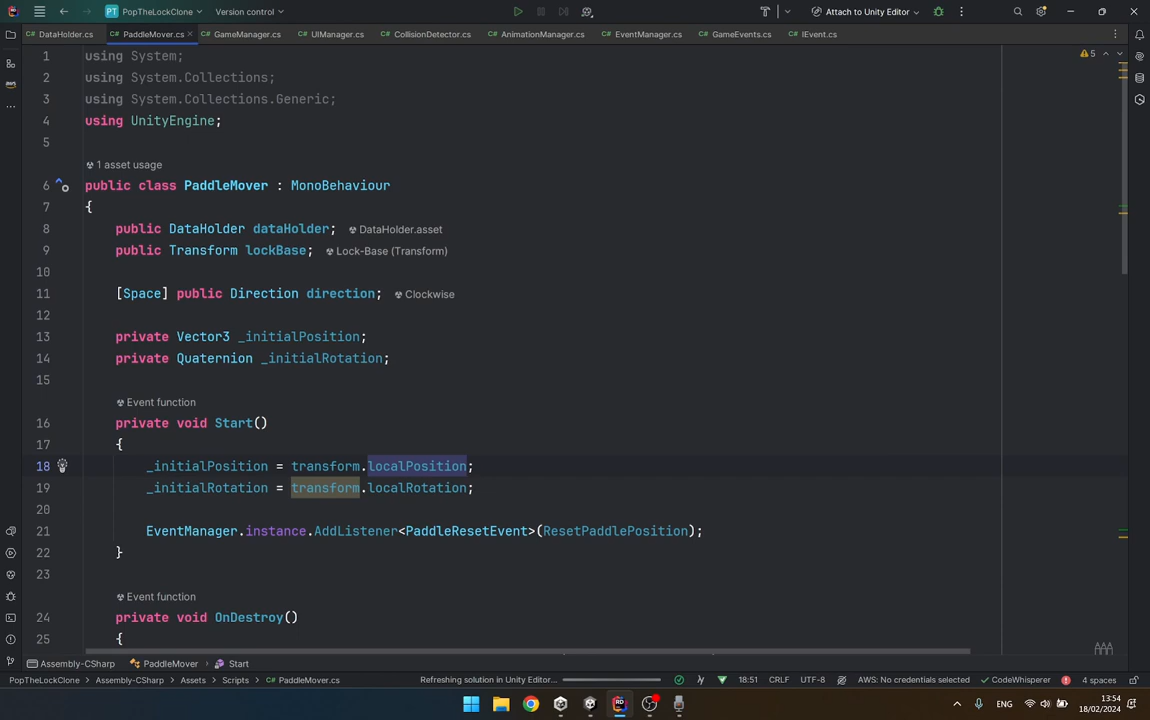 PT PopTheLockClone Version control Attach to Unity Editor
DataHolder.cs PaddleMover.cs GameManager.cs UIManager.cs CollisionDetector.cs AnimationManager.cs EventManager.cs GameEvents.cs IEvent.cs
1 using System; 5
2 using System.Collections;
3 using System.Collections.Generic;
4 using UnityEngine;
5
1 asset usage
6 public class PaddleMover : MonoBehaviour
7 {
8 public DataHolder dataHolder; DataHolder.asset
9 public Transform lockBase; Lock-Base (Transform)
10
11 [Space] public Direction direction; Clockwise
12
13 private Vector3 _initialPosition;
14 private Quaternion _initialRotation;
15
Event function
16 private void Start()
17 {
18 _initialPosition = transform.localPosition;
19 _initialRotation = transform.localRotation;
20
21 EventManager.instance.AddListener<PaddleResetEvent>(ResetPaddlePosition);
22 }
23
Event function
24 private void OnDestroy()
25 {
Assembly-CSharp PaddleMover Start
PopTheLockClone Assembly-CSharp Assets Scripts PaddleMover.cs Refreshing solution in Unity Editor... 18:51 CRLF UTF-8 AWS: No credentials selected CodeWhisperer 4 spaces
ENG 13:54
18/02/2024